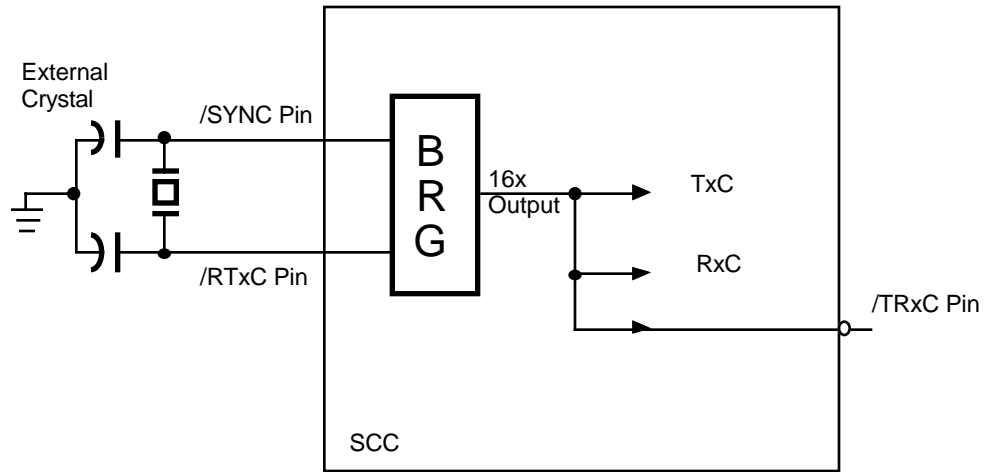 External
Crystal
/SYNC Pin
B
R
G
16x
Output
TxC
RxC
/RTxC Pin
/TRxC Pin
SCC